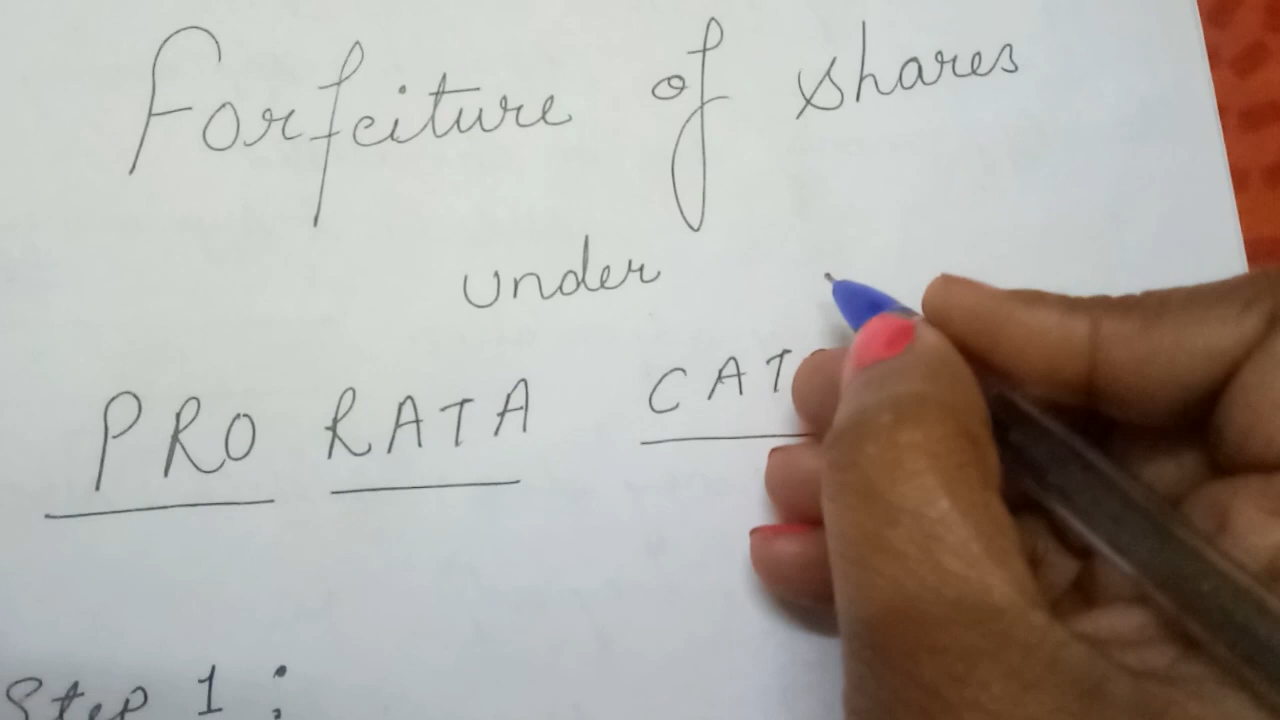 Forfeiture of shares
under
PRO RATA CAT
Step 1 :